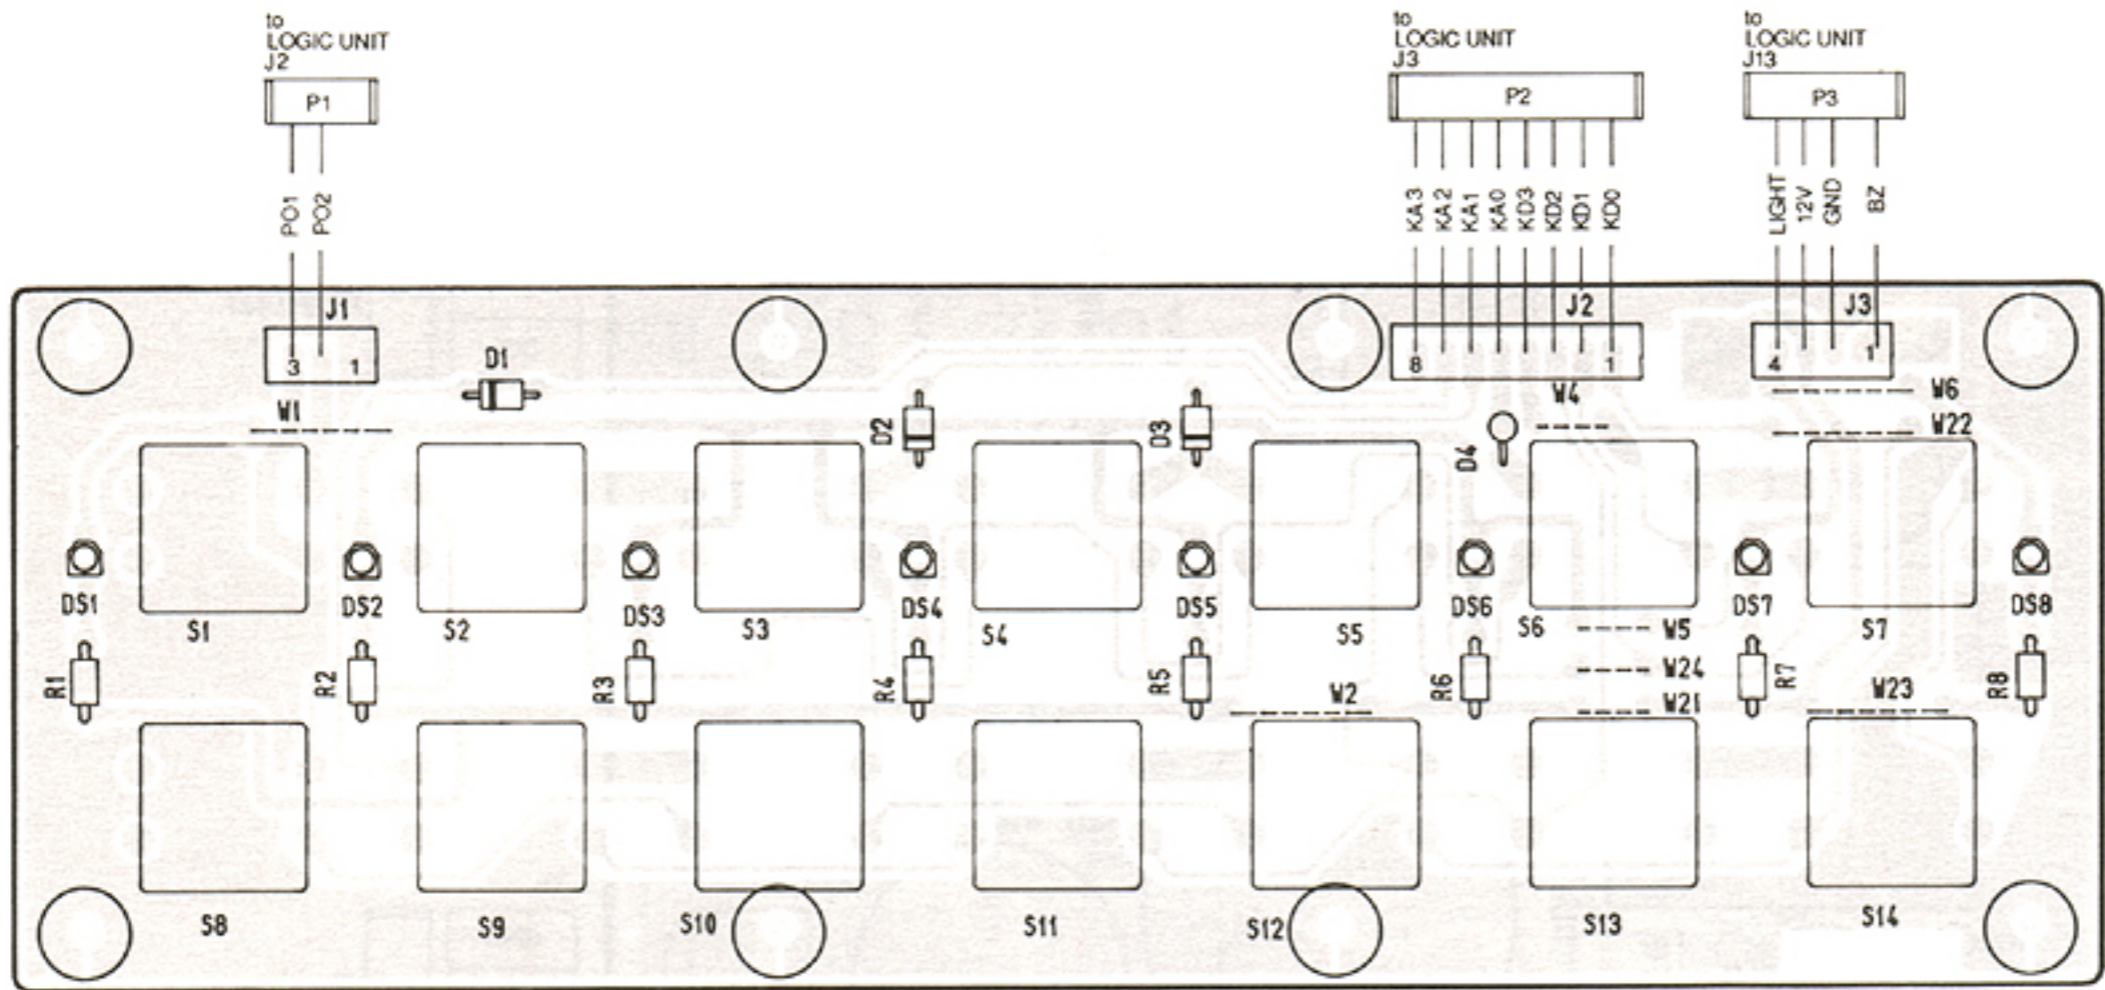 to
LOGIC UNIT
J2
P1
to
LOGIC UNIT
J3
P2
to
LOGIC UNIT
J13
P3
PO1
PO2
KA3
KA2
KA1
KA0
KD3
KD2
KD1
KD0
LIGHT
12V
GND
BZ
J1
3 1
J2
8 1
J3
4 1
D1
W1
D2
D3
D4
W4
W6
W22
DS1
DS2
DS3
DS4
DS5
DS6
DS7
DS8
S1
S2
S3
S4
S5
S6
S7
W5
W24
W21
R1
R2
R3
R4
R5
R6
R7
R8
W2
W23
S8
S9
S10
S11
S12
S13
S14